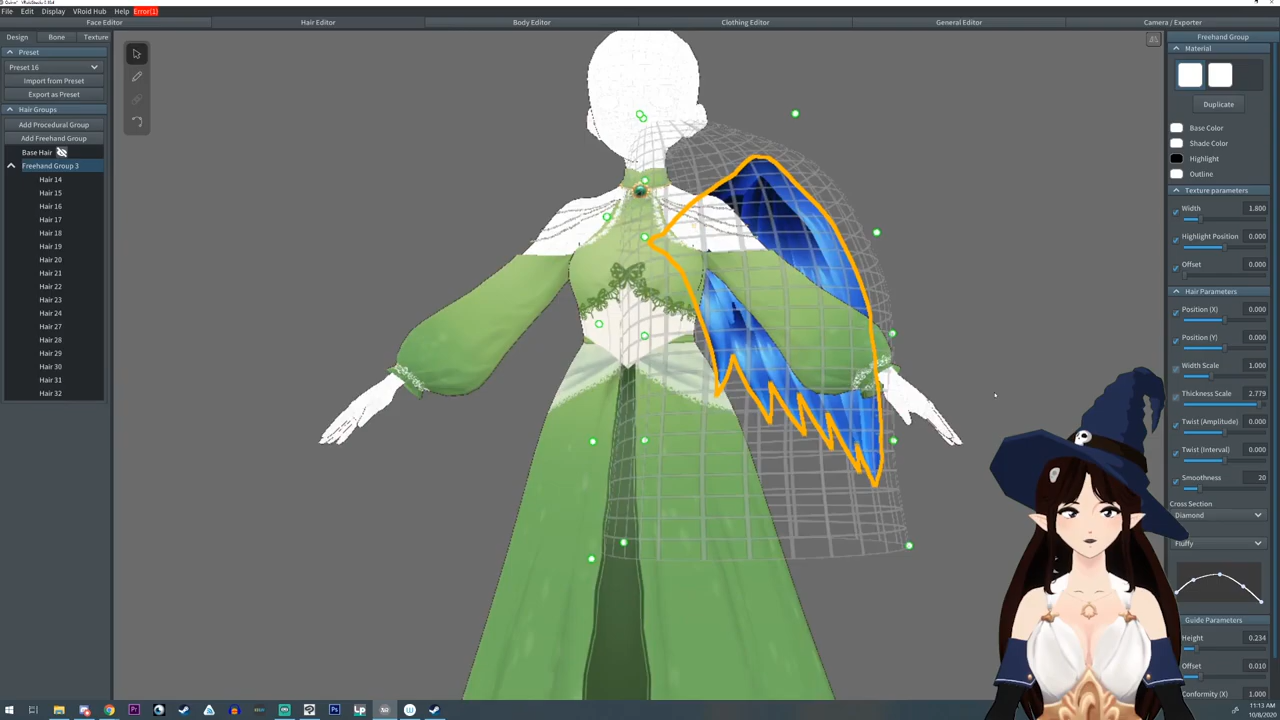 File Edit Display VRoid Hub Help Error(1)
Face Editor Hair Editor Body Editor Clothing Editor General Editor Camera / Exporter
Design Bone Texture
Preset
Preset 16
Import from Preset
Export as Preset
Hair Groups
Add Procedural Group
Add Freehand Group
Base Hair
Freehand Group 3
Hair 14
Hair 15
Hair 16
Hair 17
Hair 18
Hair 19
Hair 20
Hair 21
Hair 22
Hair 23
Hair 24
Hair 27
Hair 28
Hair 29
Hair 30
Hair 31
Hair 32
Freehand Group
Material
Duplicate
Base Color
Shade Color
Highlight
Outline
Texture parameters
Width 1.800
Highlight Position 0.000
Offset 0.000
Hair Parameters
Position (X) 0.000
Position (Y) 0.000
Width Scale 1.000
Thickness Scale 2.779
Twist (Amplitude) 0.000
Twist (Interval) 0.000
Smoothness 20
Cross Section
Diamond
Fluffy
Guide Parameters
Height 0.234
Offset 0.010
Conformity (X) 1.000
11:13 AM
10/8/2020